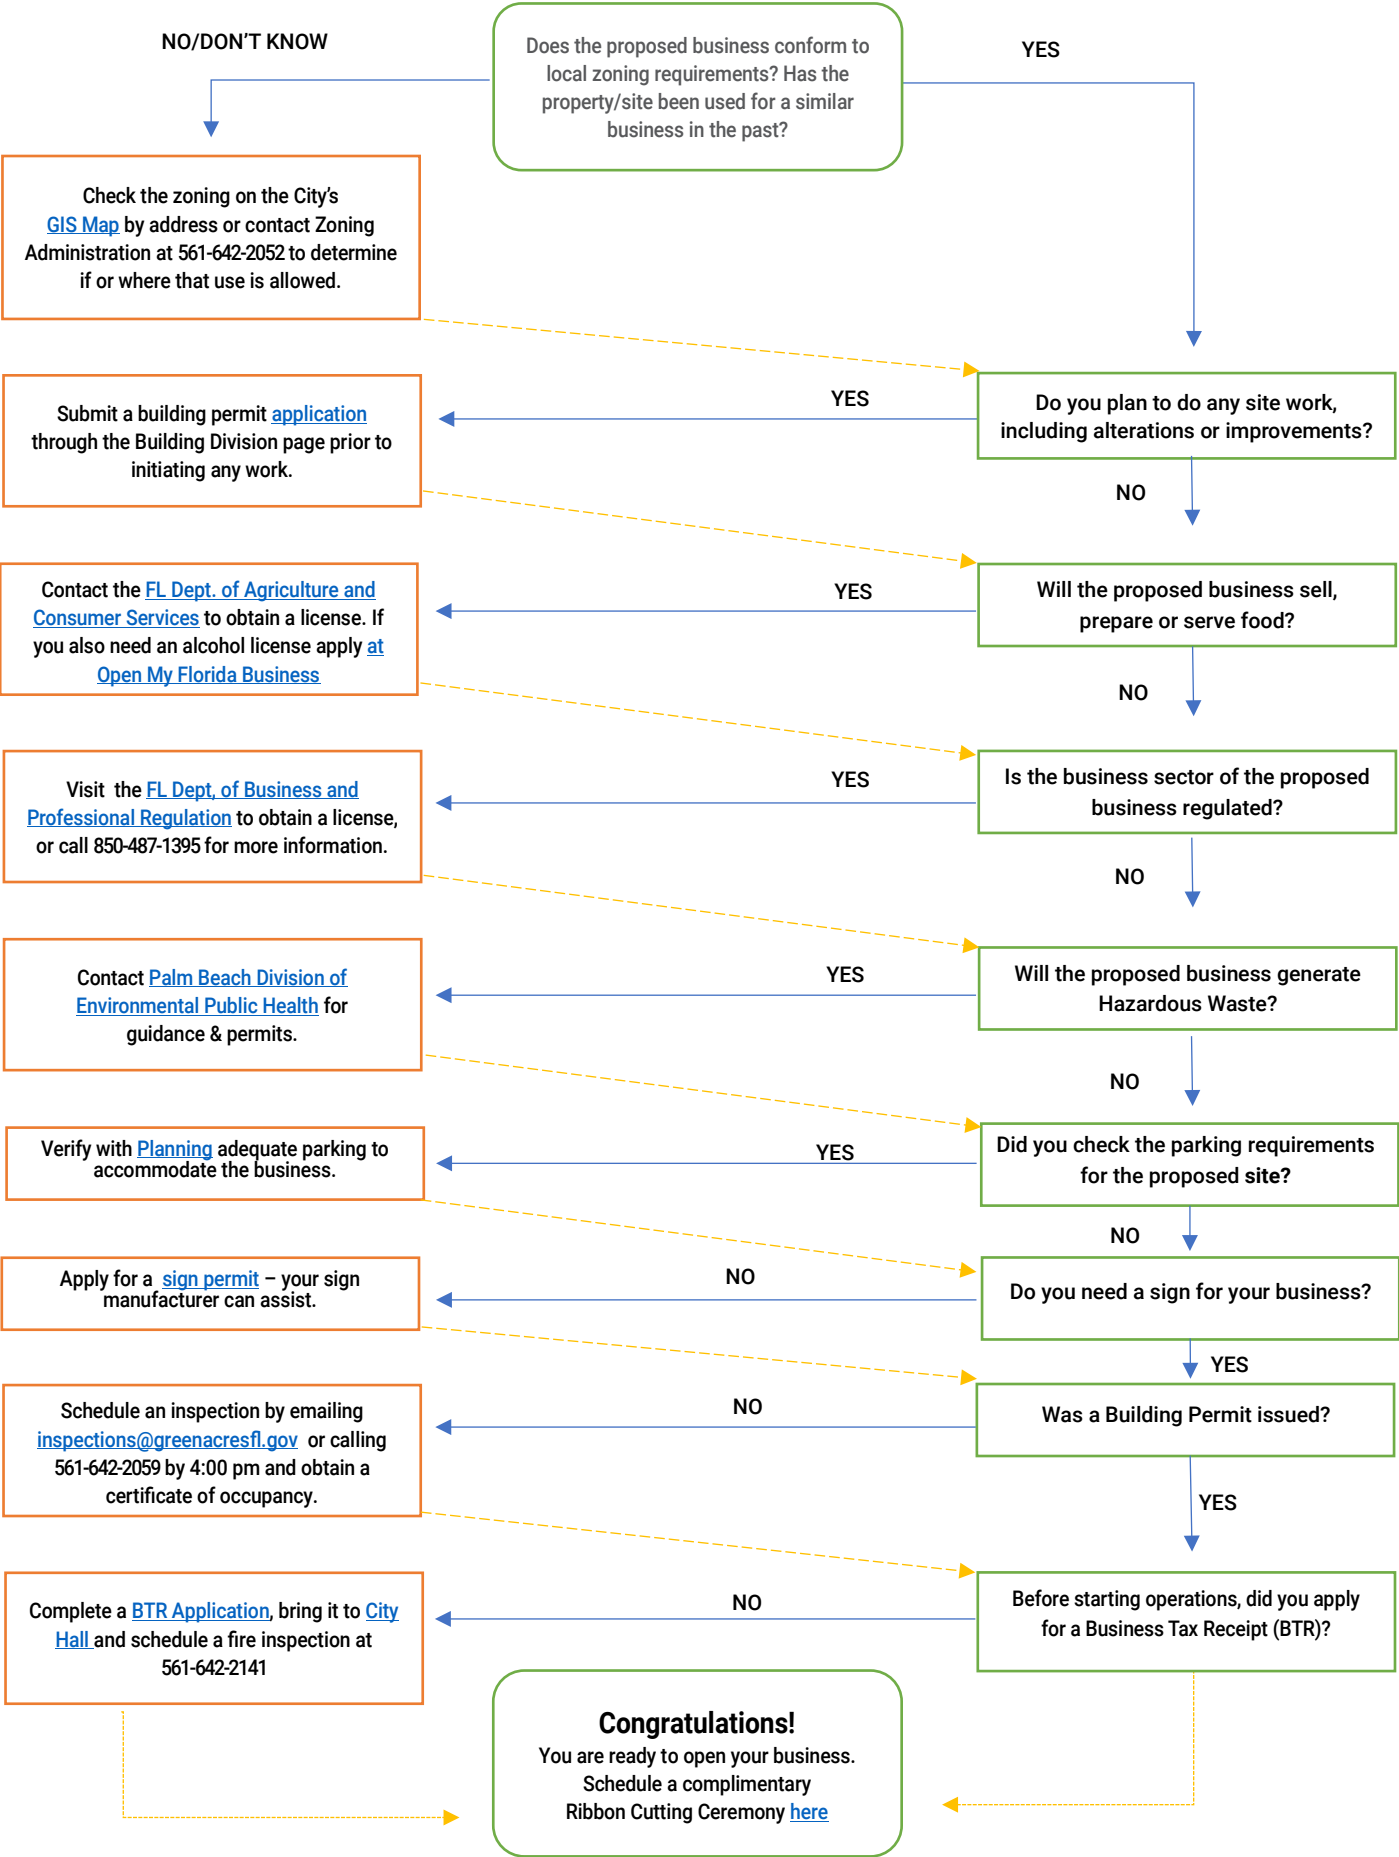 NO/DON'T KNOW
Does the proposed business conform to
local zoning requirements? Has the
property/site been used for a similar
business in the past?
YES
Check the zoning on the City's
GIS Map by address or contact Zoning
Administration at 561-642-2052 to determine
if or where that use is allowed.
Do you plan to do any site work,
including alterations or improvements?
YES
NO
Submit a building permit application
through the Building Division page prior to
initiating any work.
Will the proposed business sell,
prepare or serve food?
YES
NO
Contact the FL Dept. of Agriculture and
Consumer Services to obtain a license. If
you also need an alcohol license apply at
Open My Florida Business
Is the business sector of the proposed
business regulated?
YES
NO
Visit  the FL Dept, of Business and
Professional Regulation to obtain a license,
or call 850-487-1395 for more information.
Will the proposed business generate
Hazardous Waste?
YES
NO
Contact Palm Beach Division of
Environmental Public Health for
guidance & permits.
Did you check the parking requirements
for the proposed site?
YES
NO
Verify with Planning adequate parking to
accommodate the business.
Do you need a sign for your business?
NO
YES
Apply for a  sign permit – your sign
manufacturer can assist.
Was a Building Permit issued?
NO
YES
Schedule an inspection by emailing
inspections@greenacresfl.gov  or calling
561-642-2059 by 4:00 pm and obtain a
certificate of occupancy.
Before starting operations, did you apply
for a Business Tax Receipt (BTR)?
NO
Complete a BTR Application, bring it to City
Hall and schedule a fire inspection at
561-642-2141
Congratulations!
You are ready to open your business.
Schedule a complimentary
Ribbon Cutting Ceremony here